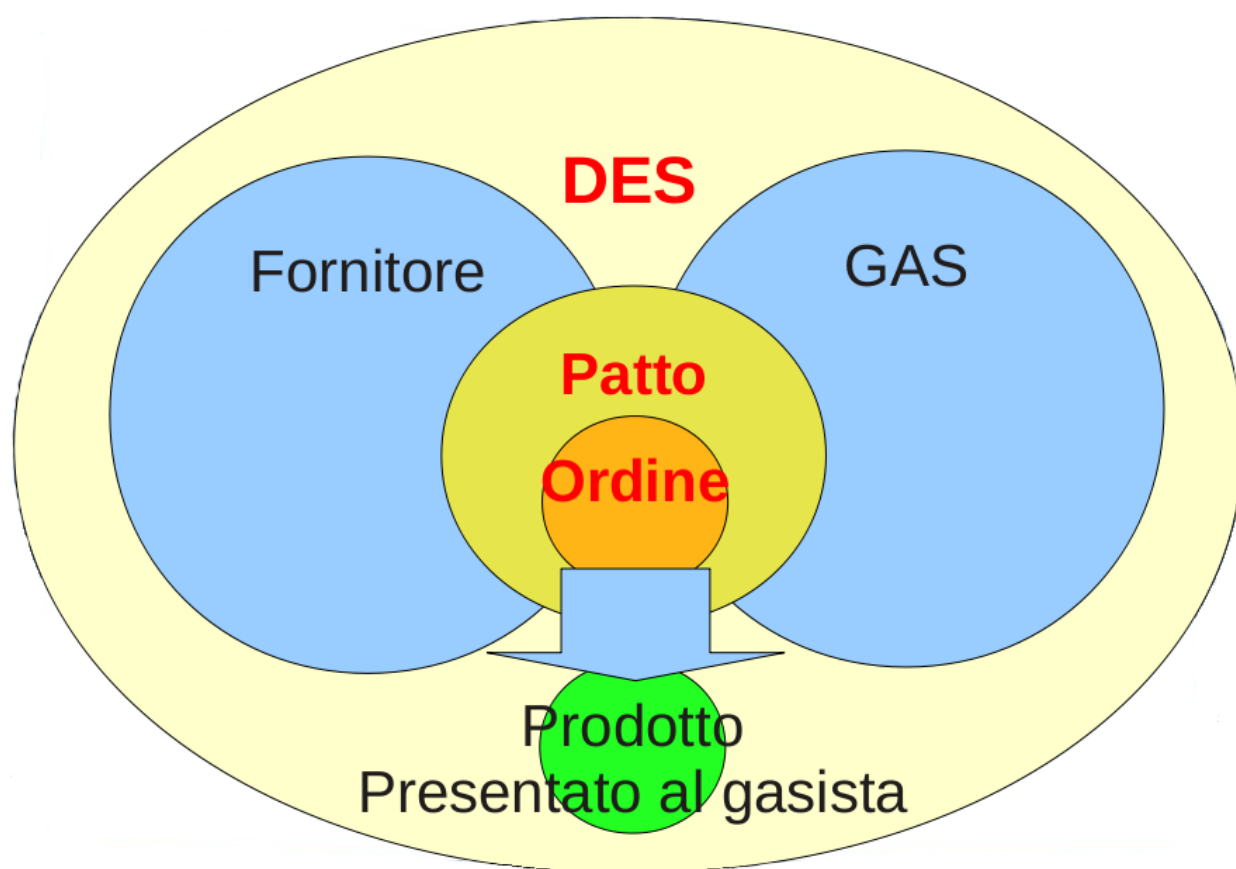 DES
Fornitore
GAS
Patto
Ordine
Prodotto
Presentato al gasista